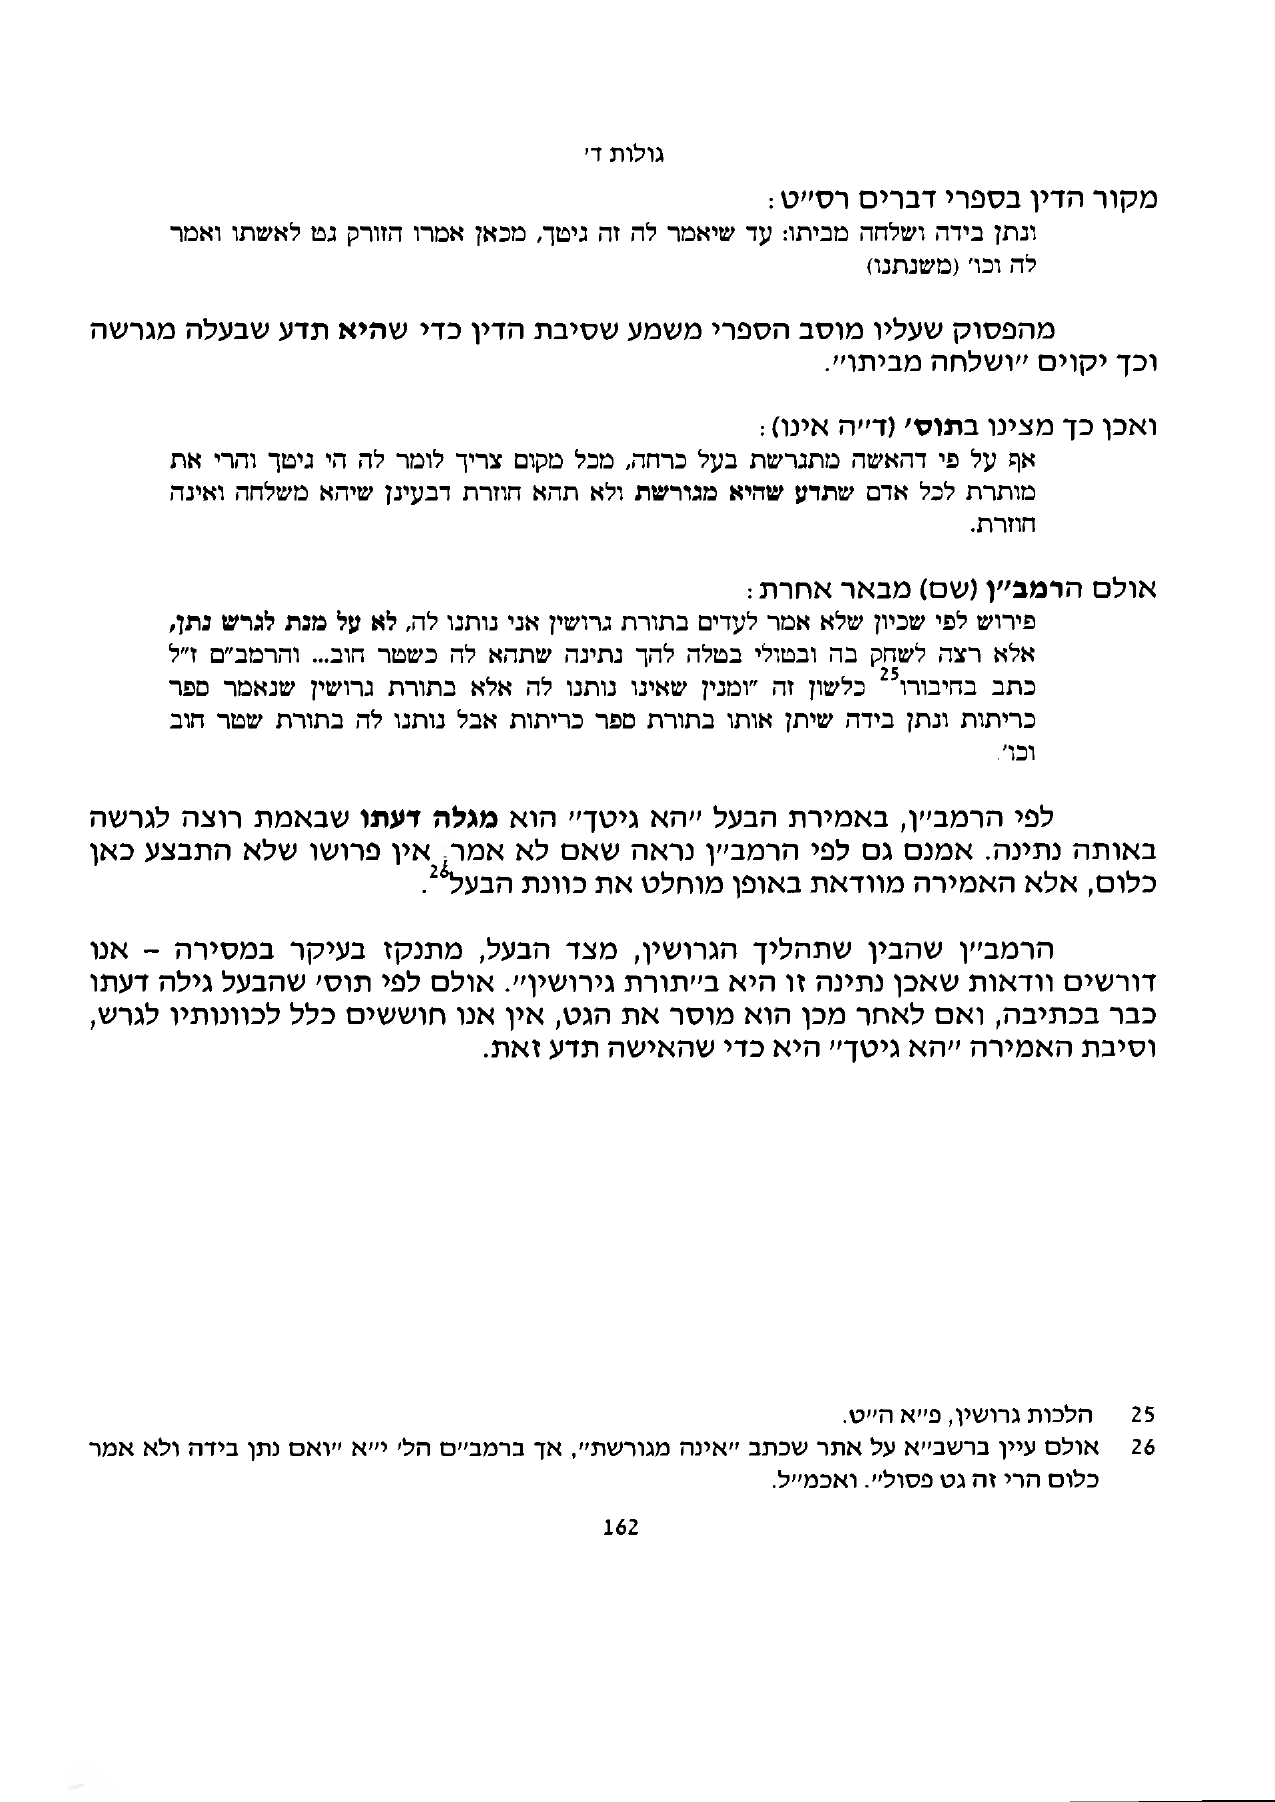 גולות ד'
מקור הדין בספרי דברים רס״ט:
ונתן בידה ושלחה מביתו: עד שיאמר לה זה גיטך, מכאן אמרו הזורק גט לאשתו ואמר
לה וכו' (משנתנו)
מהפסוק שעליו מוסב הספרי משמע שסיבת הדין כדי שהיא תדע שבעלה מגרשה
וכך יקוים ״ושלחה מביתו״.
ואכן כך מצינו בתוס' (ד״ה אינו):
אף על פי דהאשה מתגרשת בעל כרחה, מכל מקום צריך לומר לה הי גיטך והרי את
מותרת לכל אדם שתדע שהיא מגורשת ולא תהא חוזרת דבעינן שיהא משלחה ואינה
חוזרת.
אולם הרמב״ן (שם) מבאר אחרת:
פירוש לפי שכיון שלא אמר לעדים בתורת גרושין אני נותנו לה, לא על מנת לגרש נתן,
אלא רצה לשחק בה ובטולי בטלה להך נתינה שתהא לה כשטר חוב... והרמב״ם ז״ל
כתב בחיבורו25 כלשון זה ״ומנין שאינו נותנו לה אלא בתורת גרושין שנאמר ספר
כריתות ונתן בידה שיתן אותו בתורת ספר כריתות אבל נותנו לה בתורת שטר חוב
וכו'.
לפי הרמב״ן, באמירת הבעל ״הא גיטך״ הוא מגלה דעתו שבאמת רוצה לגרשה
באותה נתינה. אמנם גם לפי הרמב״ן נראה שאם לא אמר, אין פרושו שלא התבצע כאן
כלום, אלא האמירה מוודאת באופן מוחלט את כוונת הבעל26.
הרמב״ן שהבין שתהליך הגרושין, מצד הבעל, מתנקז בעיקר במסירה – אנו
דורשים וודאות שאכן נתינה זו היא ב״תורת גירושין״. אולם לפי תוס' שהבעל גילה דעתו
כבר בכתיבה, ואם לאחר מכן הוא מוסר את הגט, אין אנו חוששים כלל לכוונותיו לגרש,
וסיבת האמירה ״הא גיטך״ היא כדי שהאישה תדע זאת.
25 הלכות גרושין, פ״א ה״ט.
26 אולם עיין ברשב״א על אתר שכתב ״אינה מגורשת״, אך ברמב״ם הל' י״א ״ואם נתן בידה ולא אמר
כלום הרי זה גט פסול״. ואכמ״ל.
162